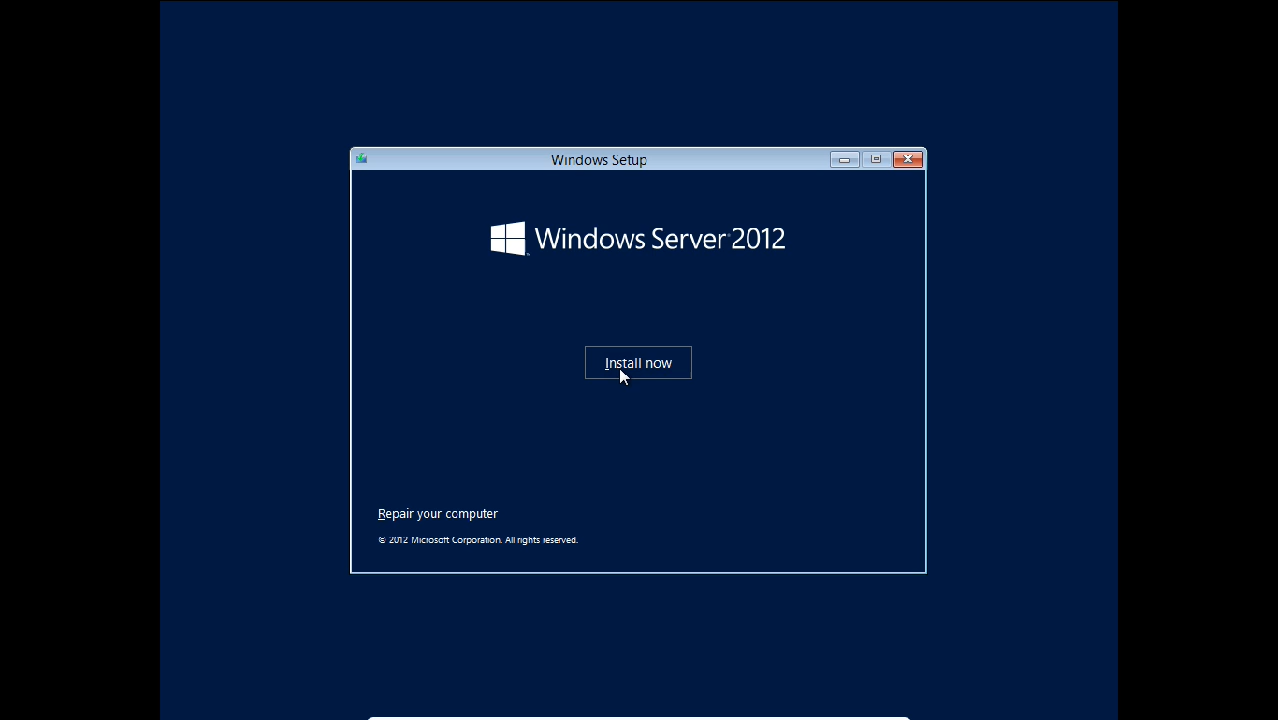 Windows Setup
Windows Server 2012
Install now
Repair your computer
© 2012 Microsoft Corporation. All rights reserved.